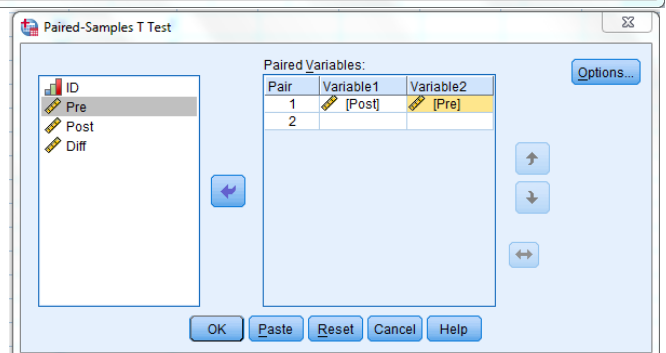 Paired-Samples T Test
Paired Variables:
Options...
ID
Pre
Post
Diff
Pair Variable1 Variable2
1 [Post] [Pre]
2
OK Paste Reset Cancel Help